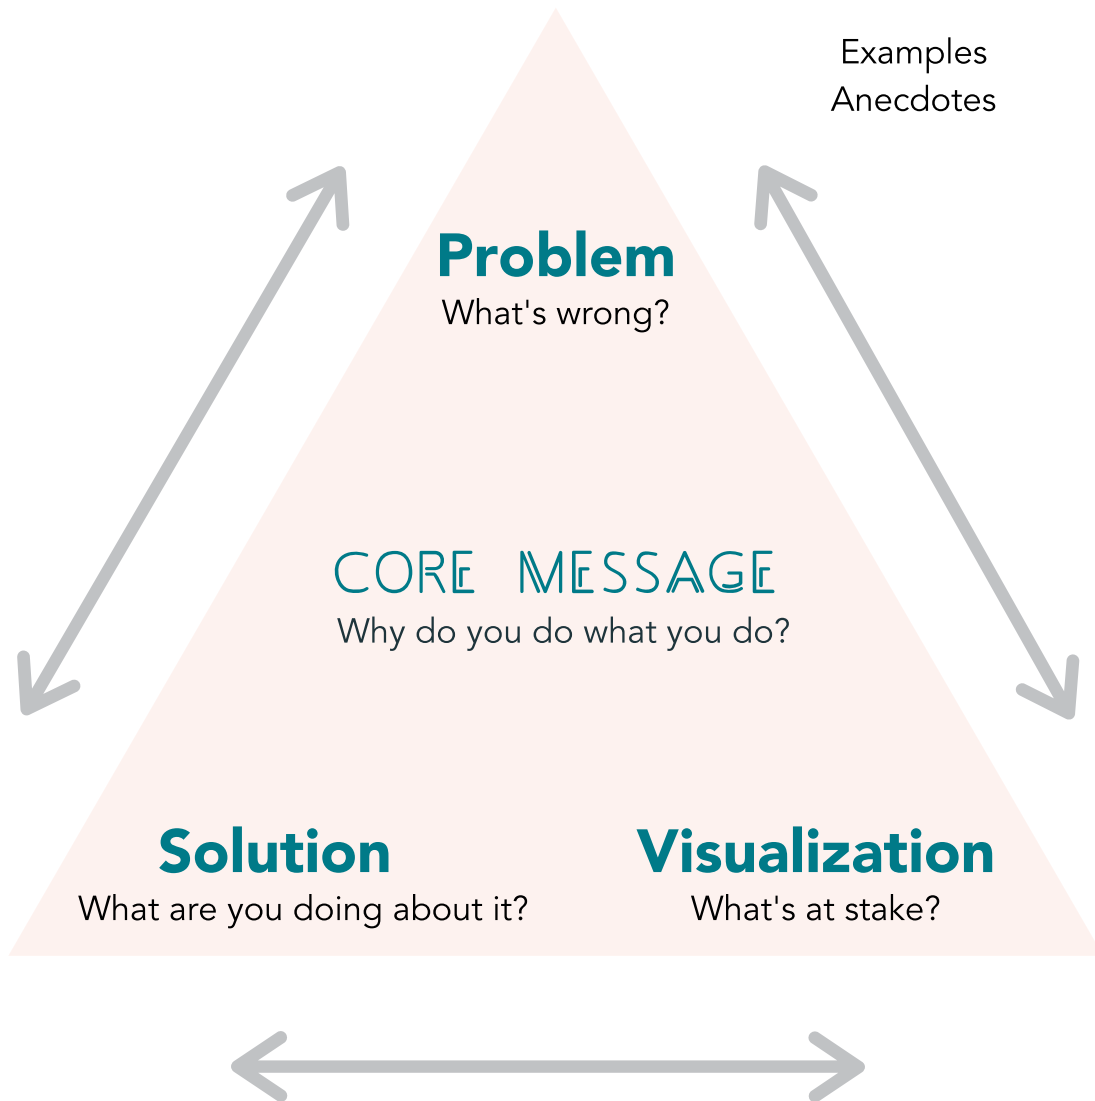 Examples
Anecdotes
Problem
What's wrong?
CORE MESSAGE
Why do you do what you do?
Solution
What are you doing about it?
Visualization
What's at stake?